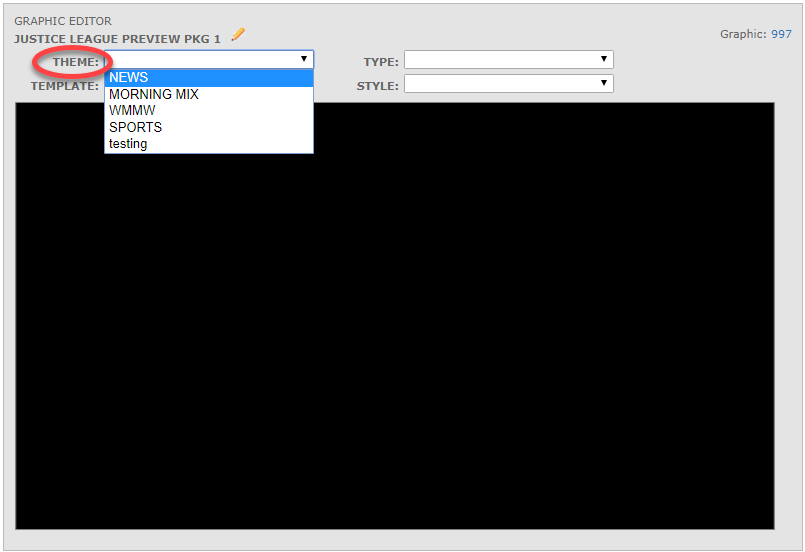 GRAPHIC EDITOR
JUSTICE LEAGUE PREVIEW PKG 1
Graphic: 997
THEME:
TYPE:
TEMPLATE:
STYLE:
NEWS
MORNING MIX
WMMW
SPORTS
testing